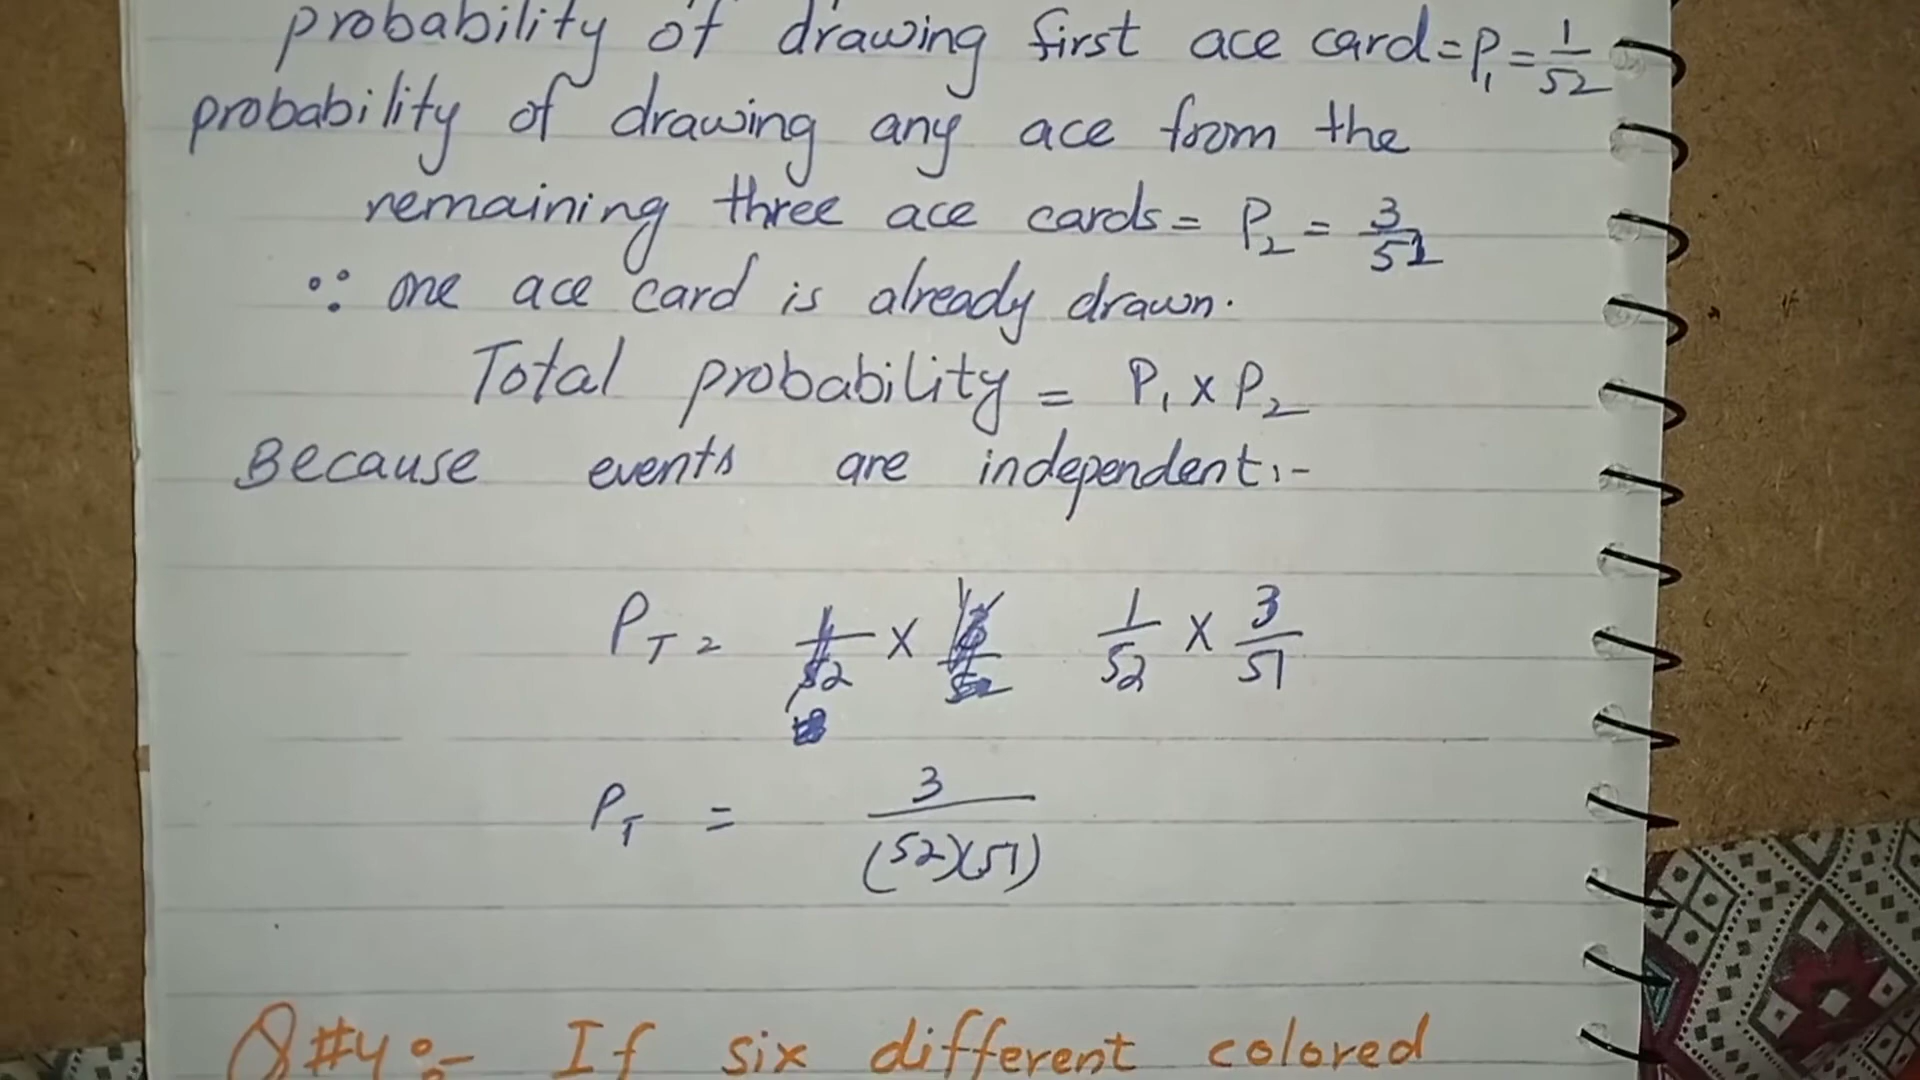 probability of drawing first ace card = P₁ = 1/52
probability of drawing any ace from the
remaining three ace cards = P₂ = 3/51
∵ one ace card is already drawn.
Total probability = P₁ x P₂
Because events are independent:-
P_T = 1/52 x 3/51
P_T = 3/(52)(51)
Q#4:- If six different colored